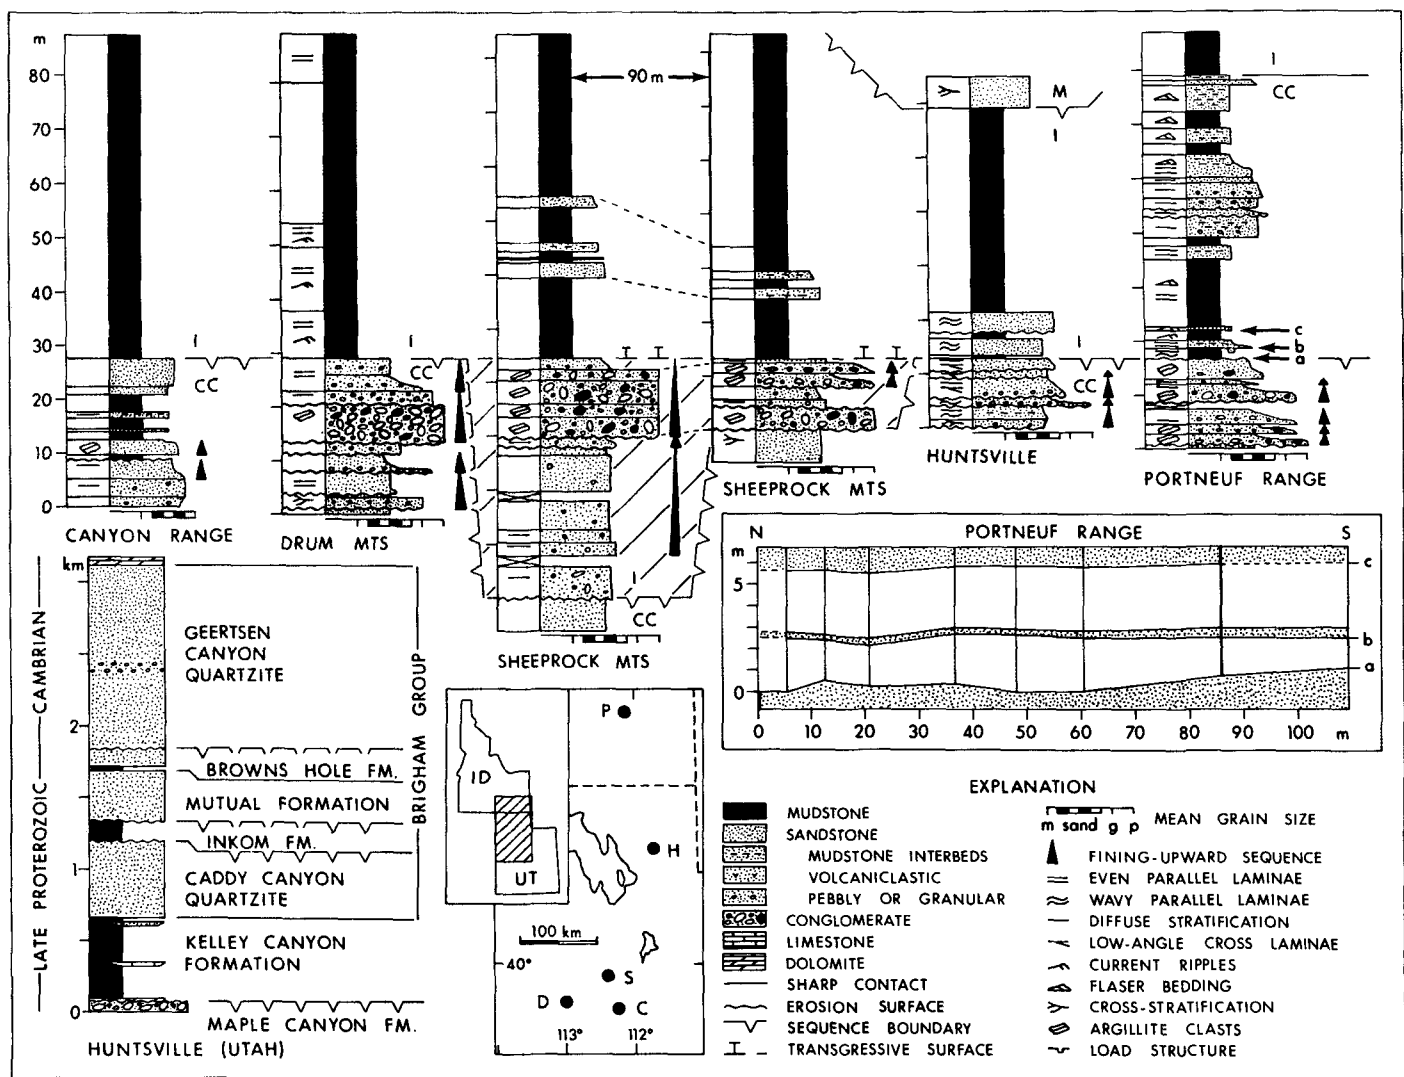 m
80
70
60
50
40
30
20
10
0
I
CC
CANYON RANGE
I
CC
DRUM MTS
90 m
T T
I
CC
SHEEPROCK MTS
T T
I
CC
SHEEPROCK MTS
M
I
I
CC
HUNTSVILLE
I
CC
c
b
a
PORTNEUF RANGE
km
2
1
0
LATE PROTEROZOIC
CAMBRIAN
GEERTSEN
CANYON
QUARTZITE
BROWNS HOLE FM.
MUTUAL FORMATION
INKOM FM.
CADDY CANYON
QUARTZITE
KELLEY CANYON
FORMATION
MAPLE CANYON FM.
BRIGHAM GROUP
HUNTSVILLE (UTAH)
ID
UT
P
H
100 km
40°
S
D
C
113°
112°
N PORTNEUF RANGE S
m
5
0
c
b
a
0 10 20 30 40 50 60 70 80 90 100 m
EXPLANATION
MUDSTONE
SANDSTONE
MUDSTONE INTERBEDS
VOLCANICLASTIC
PEBBLY OR GRANULAR
CONGLOMERATE
LIMESTONE
DOLOMITE
SHARP CONTACT
EROSION SURFACE
SEQUENCE BOUNDARY
T TRANSGRESSIVE SURFACE
m sand g p MEAN GRAIN SIZE
FINING-UPWARD SEQUENCE
EVEN PARALLEL LAMINAE
WAVY PARALLEL LAMINAE
DIFFUSE STRATIFICATION
LOW-ANGLE CROSS LAMINAE
CURRENT RIPPLES
FLASER BEDDING
CROSS-STRATIFICATION
ARGILLITE CLASTS
LOAD STRUCTURE